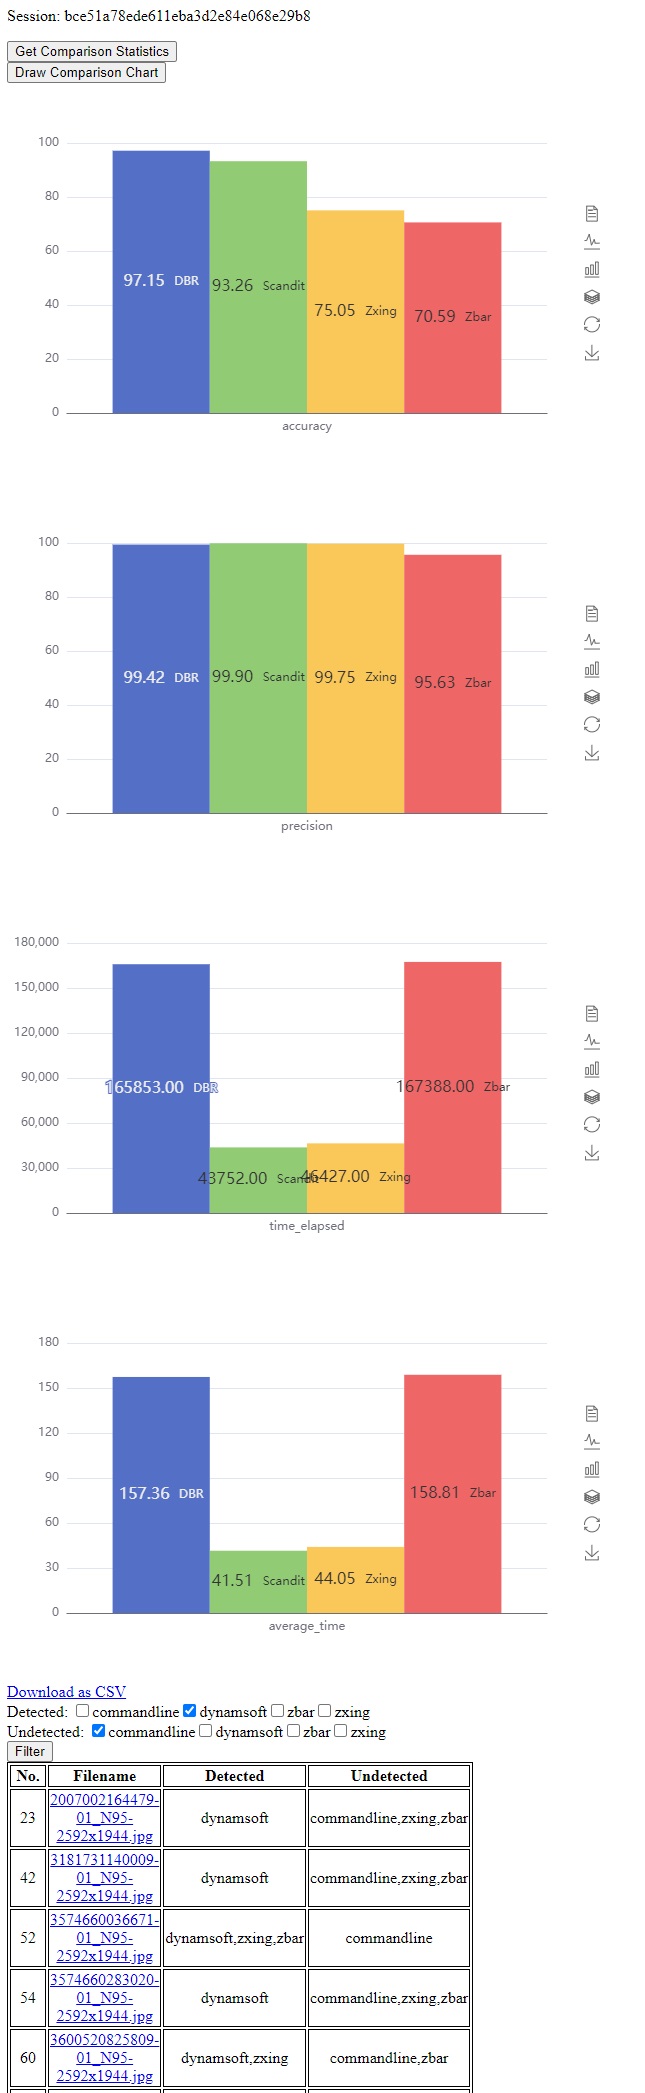 Session: bce51a78ede611eba3d2e84e068e29b8
Get Comparison Statistics
Draw Comparison Chart
100
80
60
40
20
0
97.15 DBR
93.26 Scandit
75.05 Zxing
70.59 Zbar
accuracy
100
80
60
40
20
0
99.42 DBR
99.90 Scandit
99.75 Zxing
95.63 Zbar
precision
180,000
150,000
120,000
90,000
60,000
30,000
0
165853.00 DBR
43752.00 Scandit
46427.00 Zxing
167388.00 Zbar
time_elapsed
180
150
120
90
60
30
0
157.36 DBR
41.51 Scandit
44.05 Zxing
158.81 Zbar
average_time
Download as CSV
Detected: commandline dynamsoft zbar zxing
Undetected: commandline dynamsoft zbar zxing
Filter
No. Filename Detected Undetected
23 2007002164479-01_N95-2592x1944.jpg dynamsoft commandline,zxing,zbar
42 3181731140009-01_N95-2592x1944.jpg dynamsoft commandline,zxing,zbar
52 3574660036671-01_N95-2592x1944.jpg dynamsoft,zxing,zbar commandline
54 3574660283020-01_N95-2592x1944.jpg dynamsoft commandline,zxing,zbar
60 3600520825809-01_N95-2592x1944.jpg dynamsoft,zxing commandline,zbar